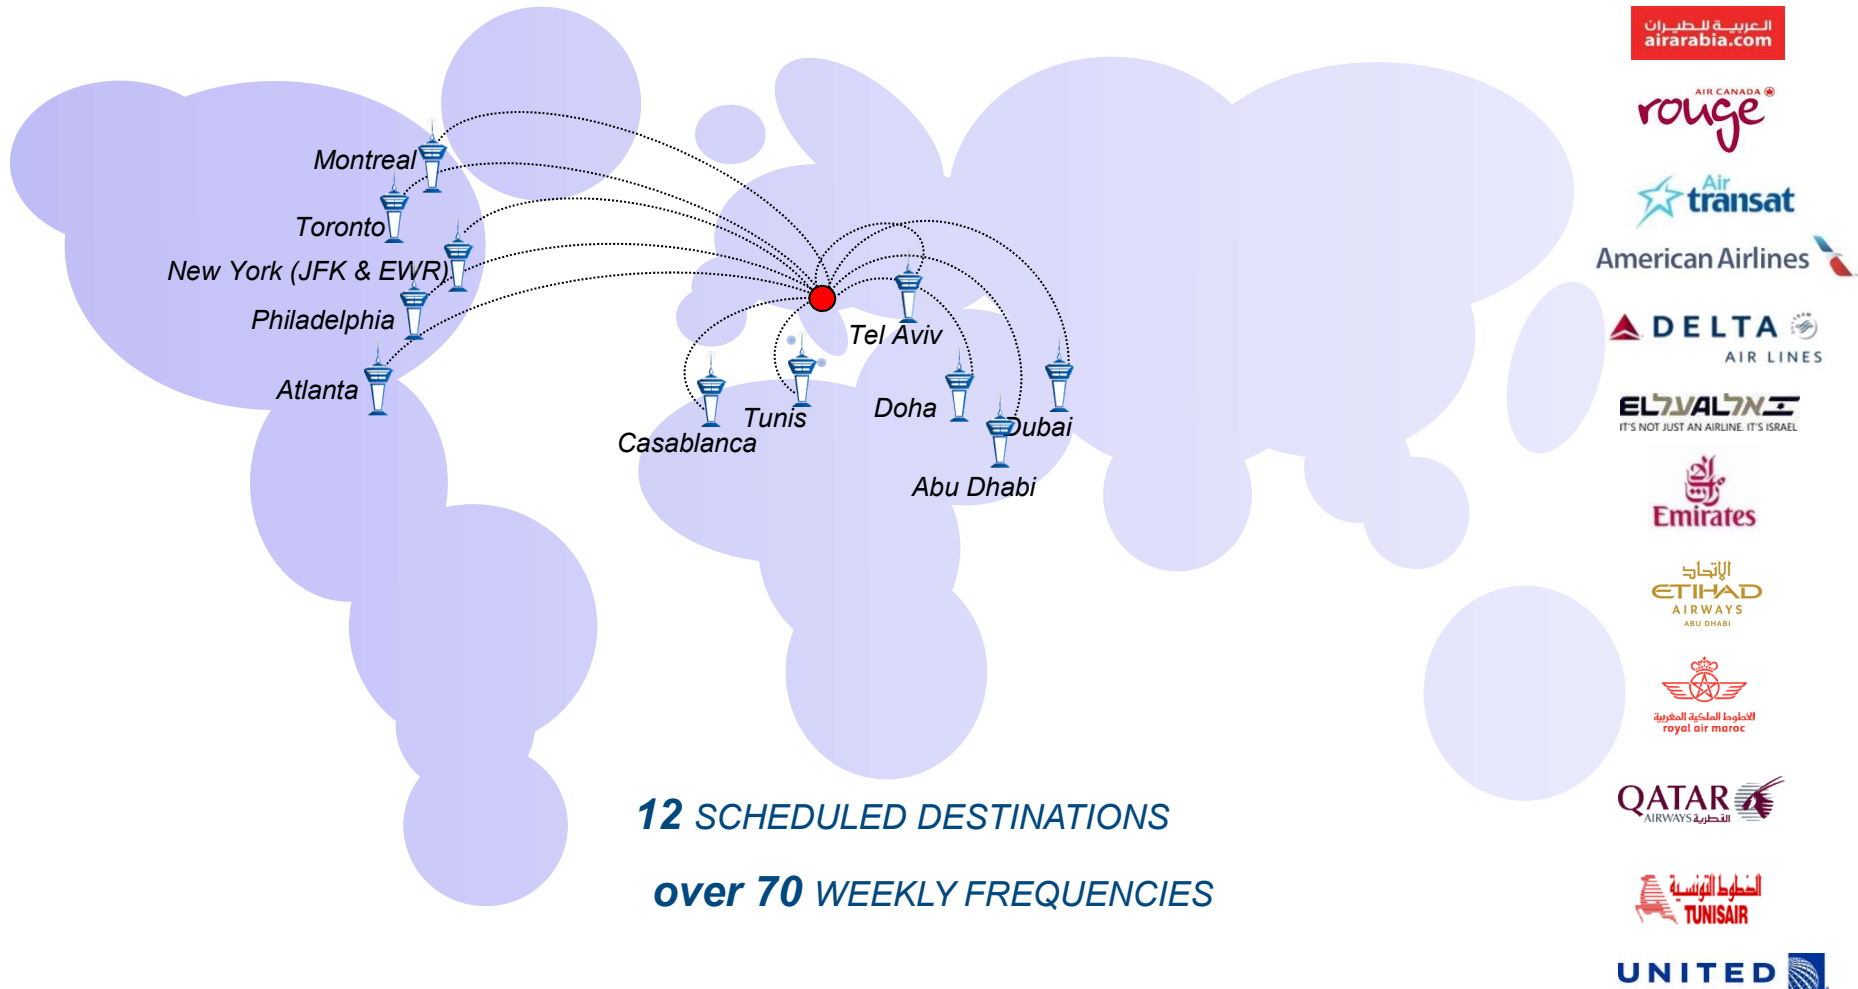 Montreal
Toronto
New York (JFK & EWR)
Philadelphia
Atlanta
Casablanca
Tunis
Tel Aviv
Doha
Dubai
Abu Dhabi
12 SCHEDULED DESTINATIONS
over 70 WEEKLY FREQUENCIES
العربية للطيران
airarabia.com
AIR CANADA
rouge
Air
transat
American Airlines
DELTA
AIR LINES
EL אל AL אל על
IT'S NOT JUST AN AIRLINE. IT'S ISRAEL
Emirates
الإتحاد
ETIHAD
AIRWAYS
ABU DHABI
الخطوط الملكية المغربية
royal air maroc
QATAR
AIRWAYS القطرية
الخطوط التونسية
TUNISAIR
UNITED